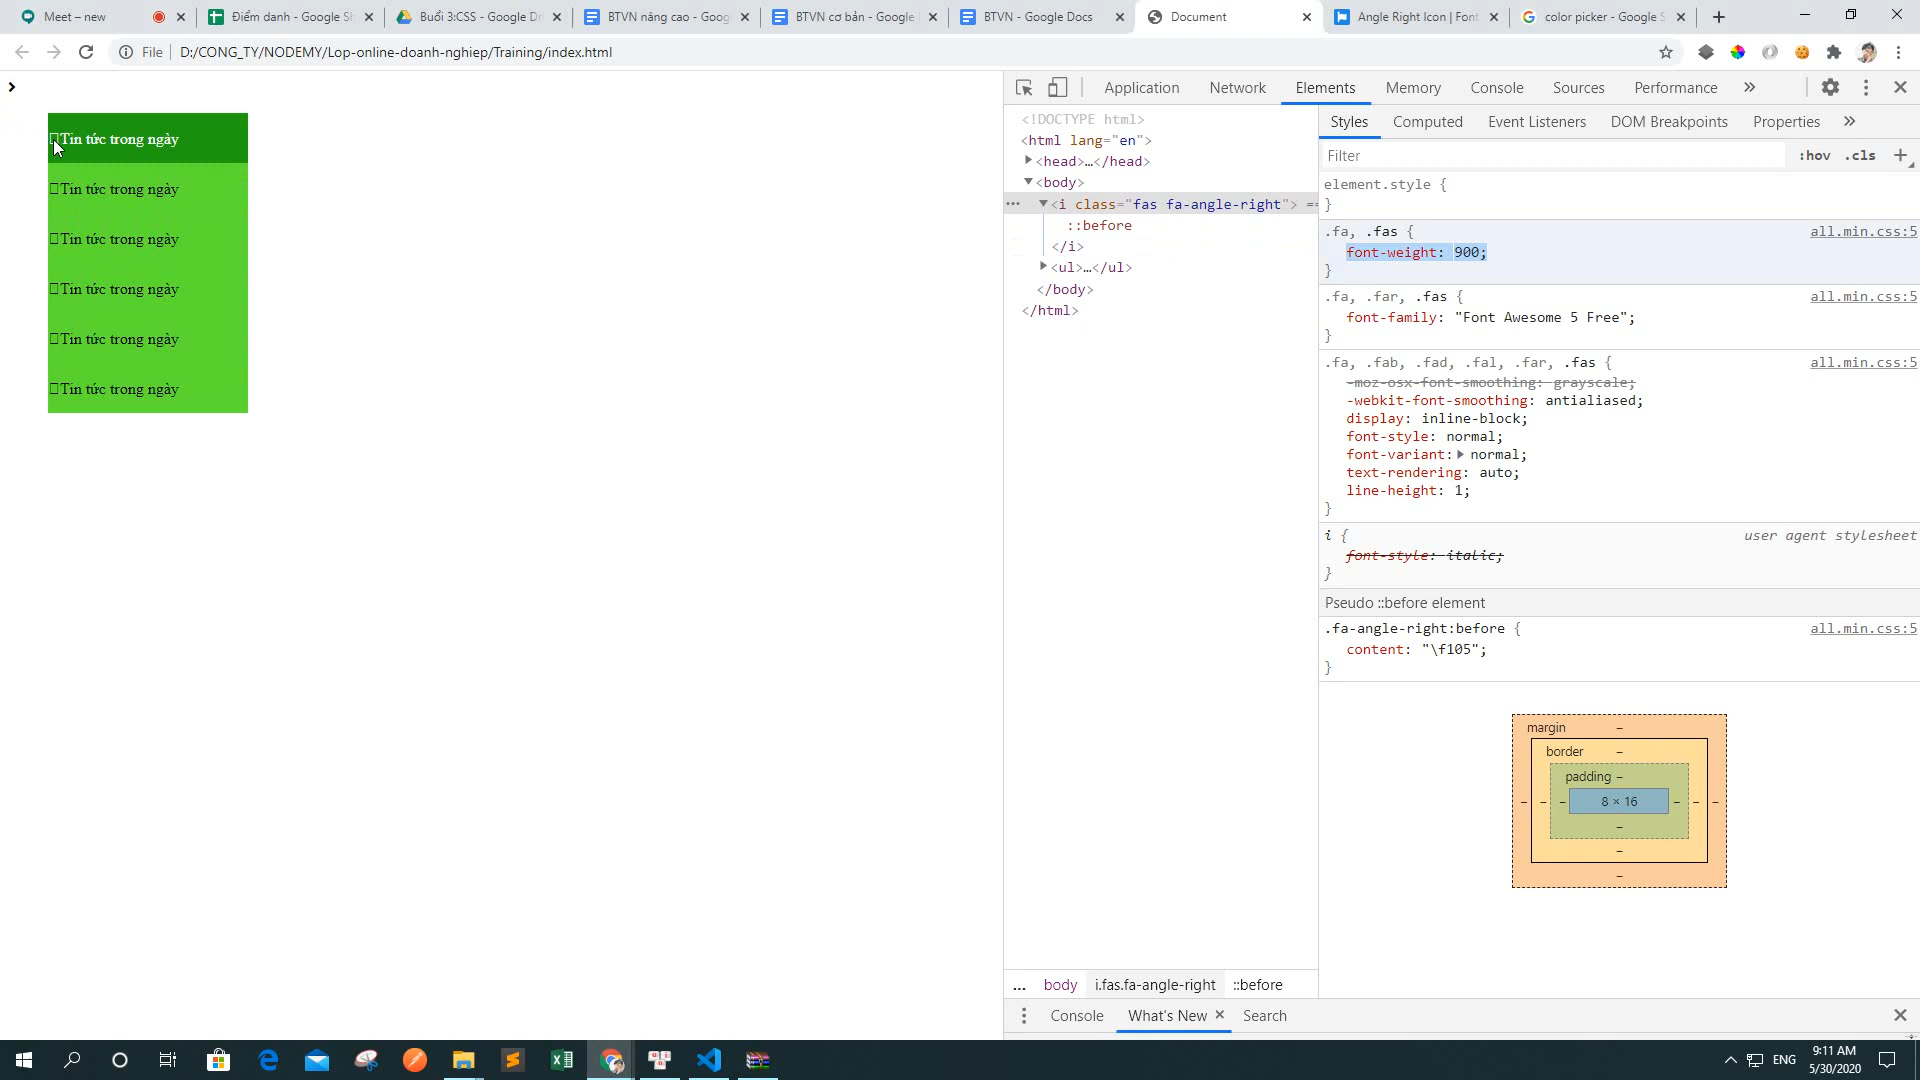 Meet – new
Điểm danh - Google Sh
Buổi 3:CSS - Google Dr
BTVN nâng cao - Goog
BTVN cơ bản - Google
BTVN - Google Docs
Document
Angle Right Icon | Font
color picker - Google S
File
D:/CONG_TY/NODEMY/Lop-online-doanh-nghiep/Training/index.html
Tin tức trong ngày
Tin tức trong ngày
Tin tức trong ngày
Tin tức trong ngày
Tin tức trong ngày
Tin tức trong ngày
Application Network Elements Memory Console Sources Performance »
<!DOCTYPE html>
<html lang="en">
<head>…</head>
<body>
<i class="fas fa-angle-right"> ==
::before
</i>
<ul>…</ul>
</body>
</html>
... body i.fas.fa-angle-right ::before
Styles Computed Event Listeners DOM Breakpoints Properties »
Filter :hov .cls +
element.style {
}
.fa, .fas { all.min.css:5
font-weight: 900;
}
.fa, .far, .fas { all.min.css:5
font-family: "Font Awesome 5 Free";
}
.fa, .fab, .fad, .fal, .far, .fas { all.min.css:5
-moz-osx-font-smoothing: grayscale;
-webkit-font-smoothing: antialiased;
display: inline-block;
font-style: normal;
font-variant: normal;
text-rendering: auto;
line-height: 1;
}
i { user agent stylesheet
font-style: italic;
}
Pseudo ::before element
.fa-angle-right:before { all.min.css:5
content: "\f105";
}
margin –
border –
padding –
– – – 8 × 16 – – –
–
–
–
Console What's New × Search
ENG
9:11 AM
5/30/2020